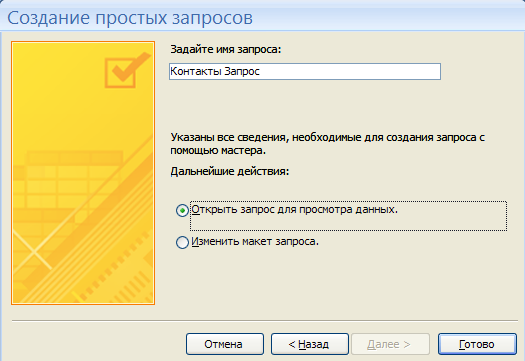 Создание простых запросов
Задайте имя запроса:
Контакты Запрос
Указаны все сведения, необходимые для создания запроса с
помощью мастера.
Дальнейшие действия:
Открыть запрос для просмотра данных.
Изменить макет запроса.
Отмена < Назад Далее > Готово